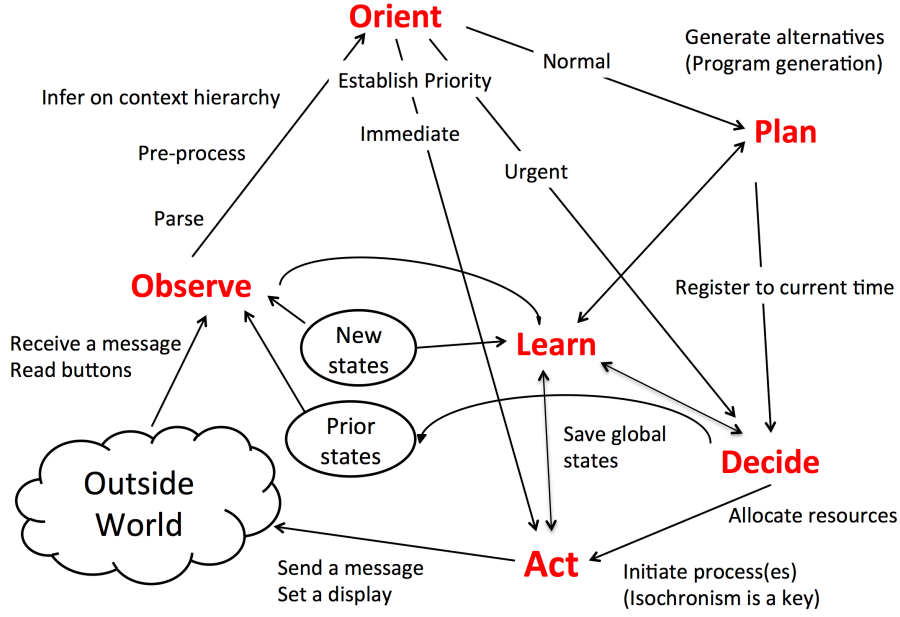 Orient
Generate alternatives
(Program generation)
Normal
Establish Priority
Infer on context hierarchy
Plan
Immediate
Pre-process
Urgent
Parse
Observe
Register to current time
New
states
Receive a message
Read buttons
Learn
Prior
states
Save global
states
Decide
Outside
World
Allocate resources
Act
Send a message
Set a display
Initiate process(es)
(Isochronism is a key)